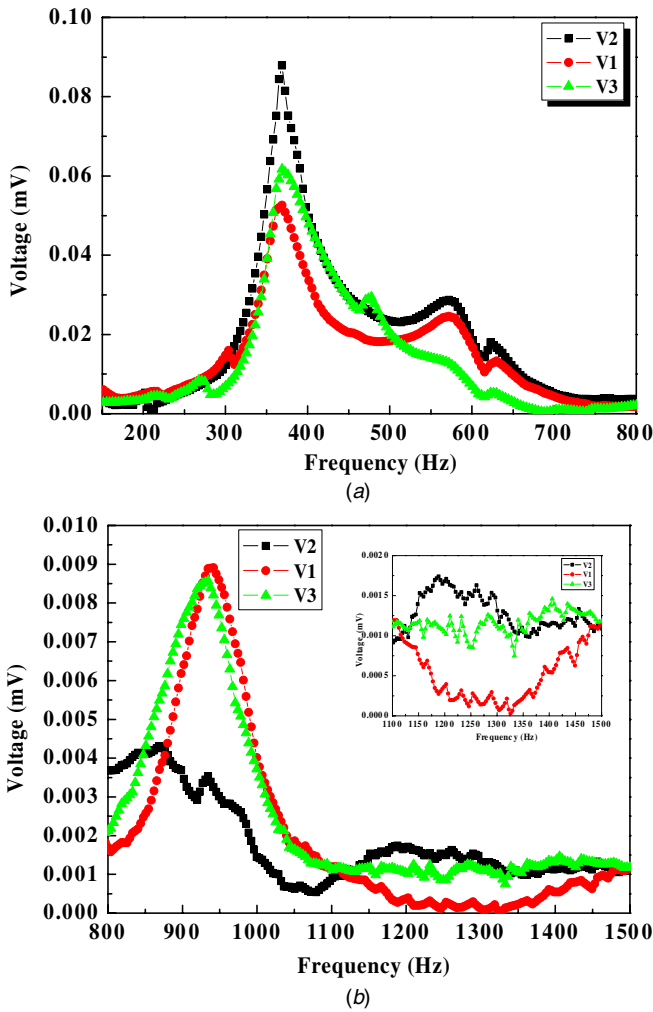 0.10
0.08
0.06
0.04
0.02
0.00
Voltage (mV)
V2
V1
V3
200 300 400 500 600 700 800
Frequency (Hz)
(a)
0.010
0.009
0.008
0.007
0.006
0.005
0.004
0.003
0.002
0.001
0.000
Voltage (mV)
V2
V1
V3
0.0020
0.0015
0.0010
0.0005
0.0000
Voltage (mV)
V2
V1
V3
1100 1150 1200 1250 1300 1350 1400 1450 1500
Frequency (Hz)
800 900 1000 1100 1200 1300 1400 1500
Frequency (Hz)
(b)